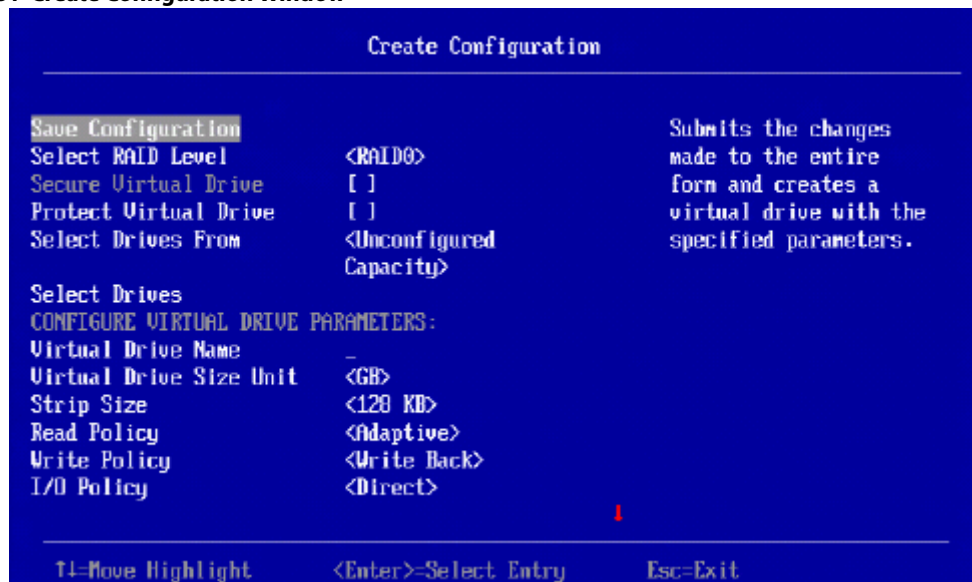 Create Configuration Window
Create Configuration
Save Configuration
Select RAID Level <RAID0>
Secure Virtual Drive [ ]
Protect Virtual Drive [ ]
Select Drives From <Unconfigured
Capacity>
Select Drives
CONFIGURE VIRTUAL DRIVE PARAMETERS:
Virtual Drive Name _
Virtual Drive Size Unit <GB>
Strip Size <128 KB>
Read Policy <Adaptive>
Write Policy <Write Back>
I/O Policy <Direct>
Submits the changes
made to the entire
form and creates a
virtual drive with the
specified parameters.
↓
↑↓=Move Highlight <Enter>=Select Entry Esc=Exit